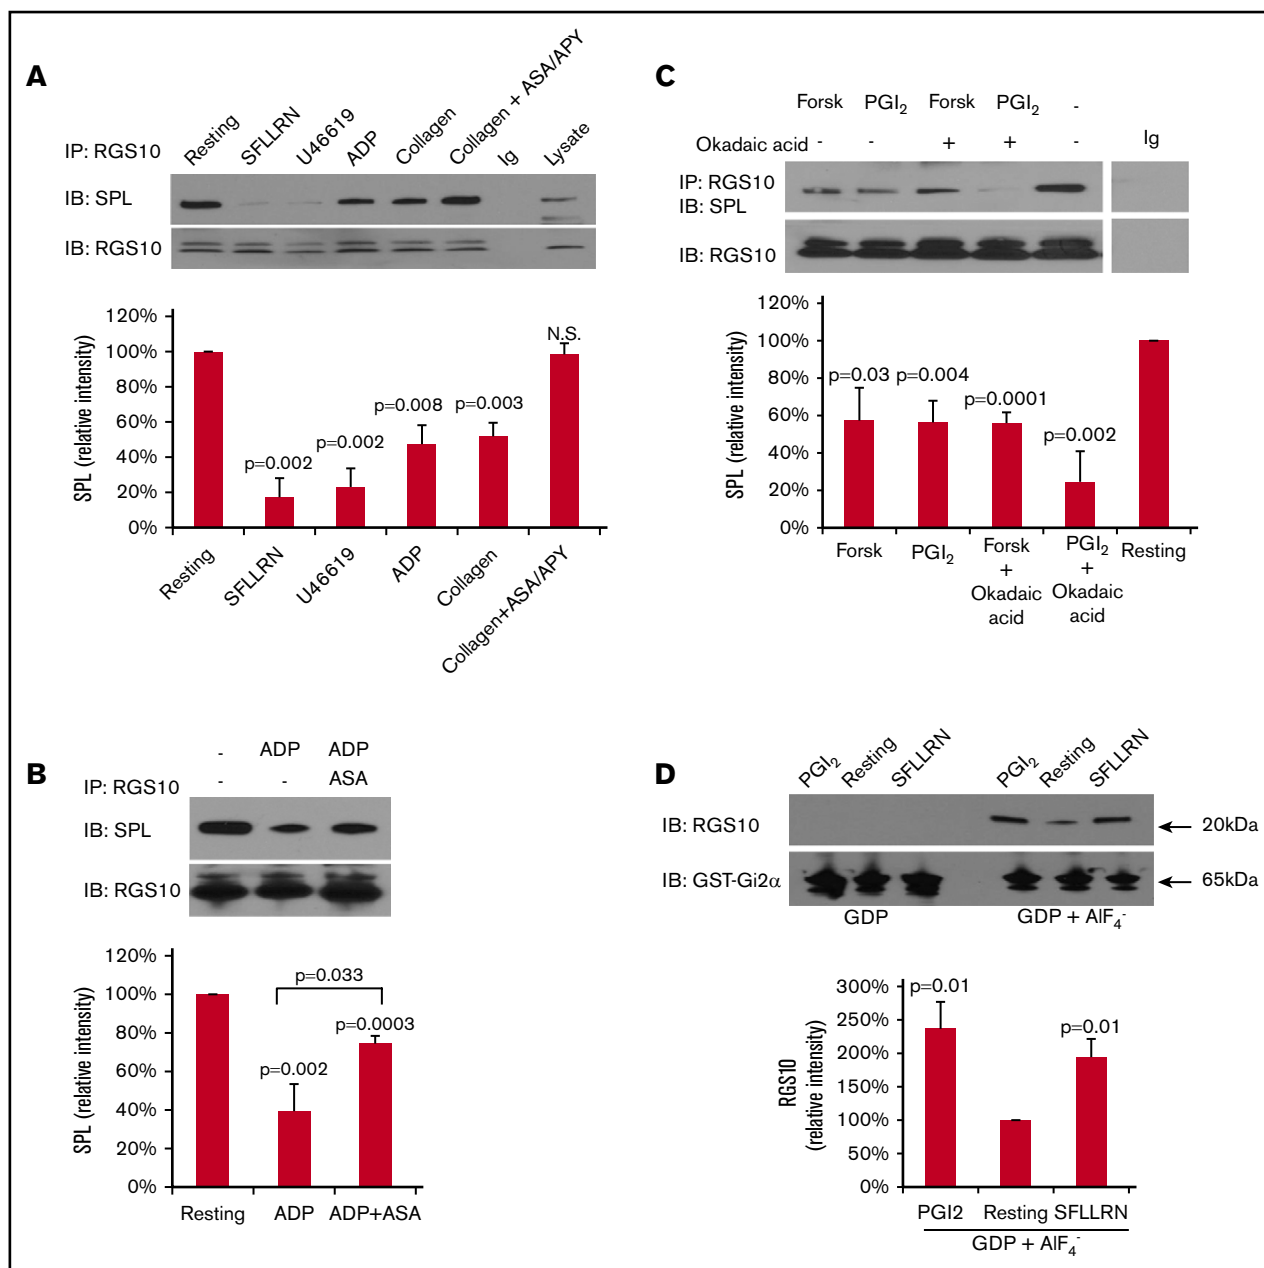 A
Resting
SFLLRN
U46619
ADP
Collagen
Collagen + ASA/APY
Ig
Lysate
IP: RGS10
IB: SPL
IB: RGS10
SPL (relative intensity)
120%
100%
80%
60%
40%
20%
0%
p=0.002
p=0.002
p=0.008
p=0.003
N.S.
Resting
SFLLRN
U46619
ADP
Collagen
Collagen+ASA/APY
C
Forsk PGI₂ Forsk PGI₂ -
Okadaic acid - - + + - Ig
IP: RGS10
IB: SPL
IB: RGS10
SPL (relative intensity)
120%
100%
80%
60%
40%
20%
0%
p=0.03
p=0.004
p=0.0001
p=0.002
Forsk
PGI₂
Forsk
+
Okadaic
acid
PGI₂
+
Okadaic
acid
Resting
B
- ADP ADP
IP: RGS10 - - ASA
IB: SPL
IB: RGS10
SPL (relative intensity)
120%
100%
80%
60%
40%
20%
0%
p=0.033
p=0.002
p=0.0003
Resting ADP ADP+ASA
D
PGI₂
Resting
SFLLRN
PGI₂
Resting
SFLLRN
IB: RGS10 20kDa
IB: GST-Gi2α 65kDa
GDP GDP + AlF₄⁻
RGS10
(relative intensity)
300%
250%
200%
150%
100%
50%
0%
p=0.01
p=0.01
PGI2 Resting SFLLRN
GDP + AlF₄⁻